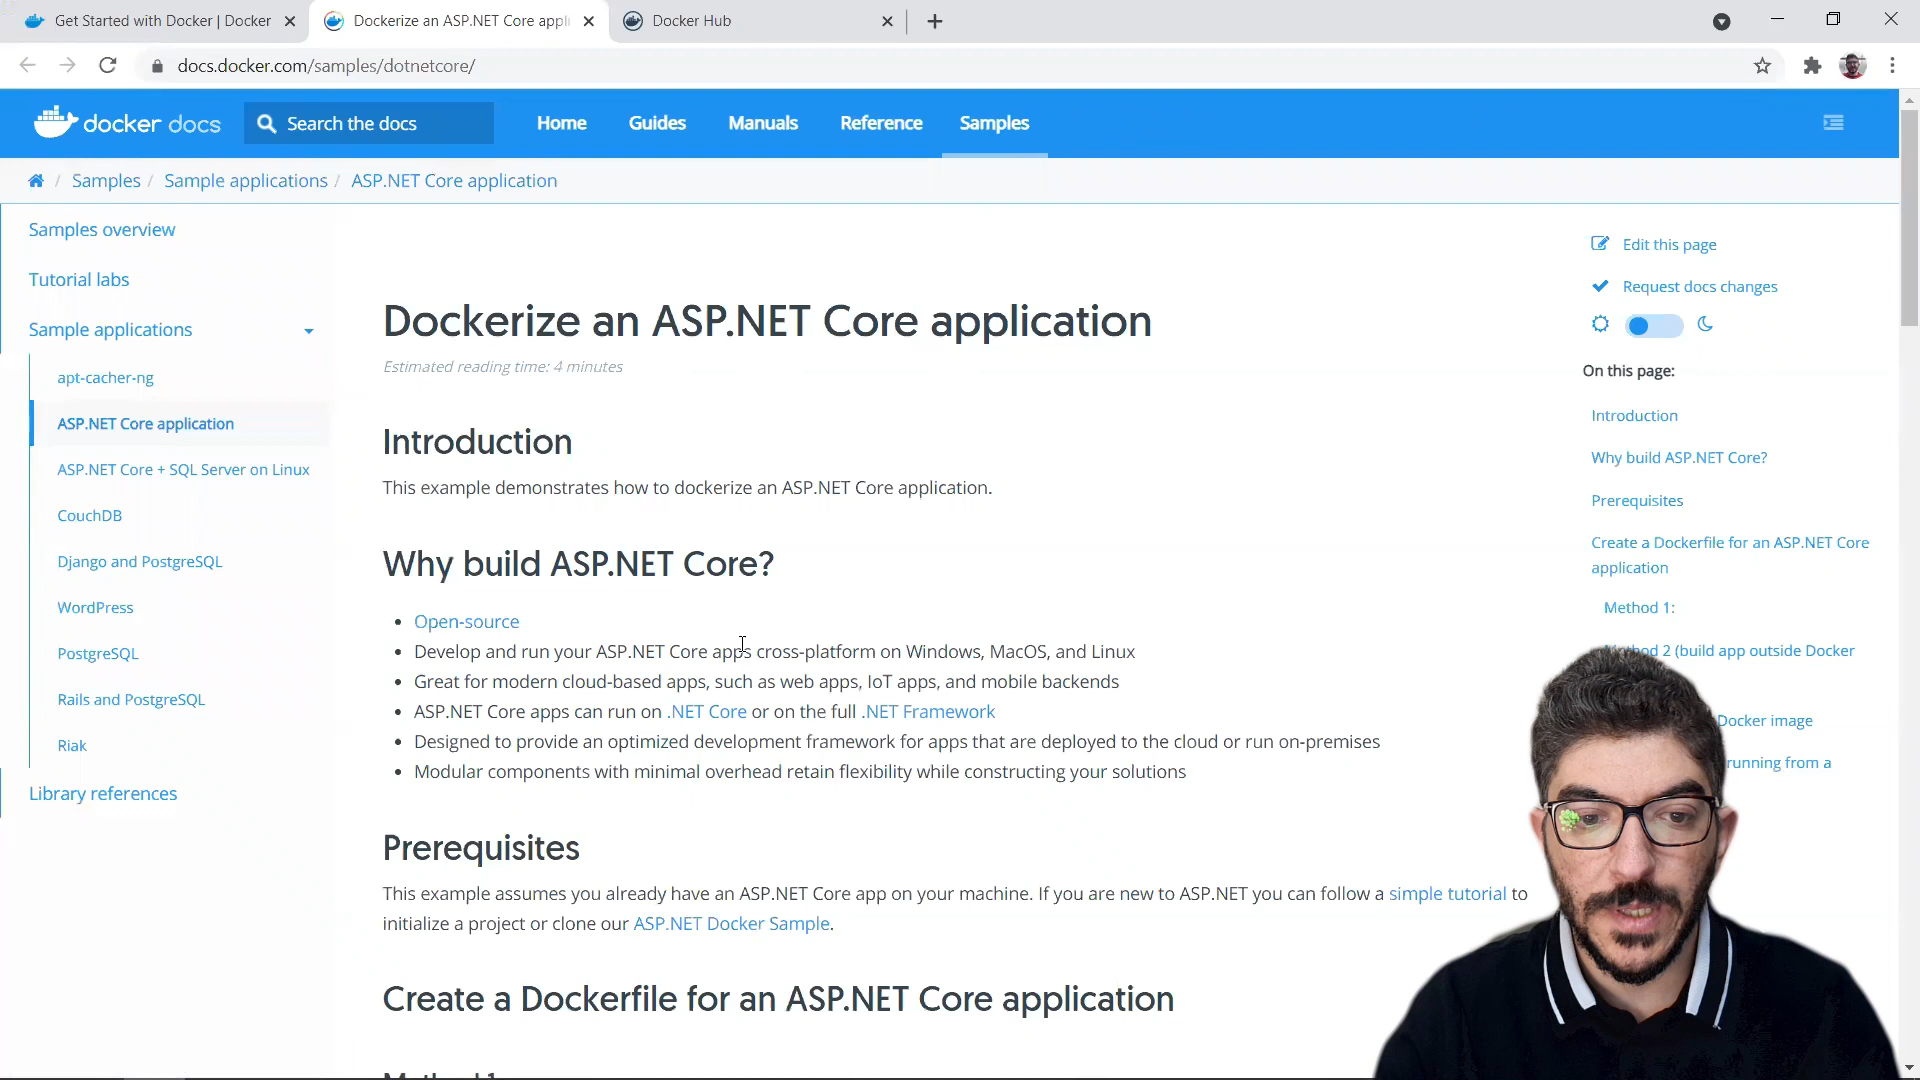 Get Started with Docker | Docker
Dockerize an ASP.NET Core appli
Docker Hub
docs.docker.com/samples/dotnetcore/
docker docs
Search the docs
Home
Guides
Manuals
Reference
Samples
/ Samples / Sample applications / ASP.NET Core application
Samples overview
Tutorial labs
Sample applications
apt-cacher-ng
ASP.NET Core application
ASP.NET Core + SQL Server on Linux
CouchDB
Django and PostgreSQL
WordPress
PostgreSQL
Rails and PostgreSQL
Riak
Library references
Dockerize an ASP.NET Core application
Estimated reading time: 4 minutes
Introduction
This example demonstrates how to dockerize an ASP.NET Core application.
Why build ASP.NET Core?
• Open-source
• Develop and run your ASP.NET Core apps cross-platform on Windows, MacOS, and Linux
• Great for modern cloud-based apps, such as web apps, IoT apps, and mobile backends
• ASP.NET Core apps can run on .NET Core or on the full .NET Framework
• Designed to provide an optimized development framework for apps that are deployed to the cloud or run on-premises
• Modular components with minimal overhead retain flexibility while constructing your solutions
Prerequisites
This example assumes you already have an ASP.NET Core app on your machine. If you are new to ASP.NET you can follow a simple tutorial to
initialize a project or clone our ASP.NET Docker Sample.
Create a Dockerfile for an ASP.NET Core application
Edit this page
Request docs changes
On this page:
Introduction
Why build ASP.NET Core?
Prerequisites
Create a Dockerfile for an ASP.NET Core
application
Method 1:
2 (build app outside Docker
Docker image
running from a